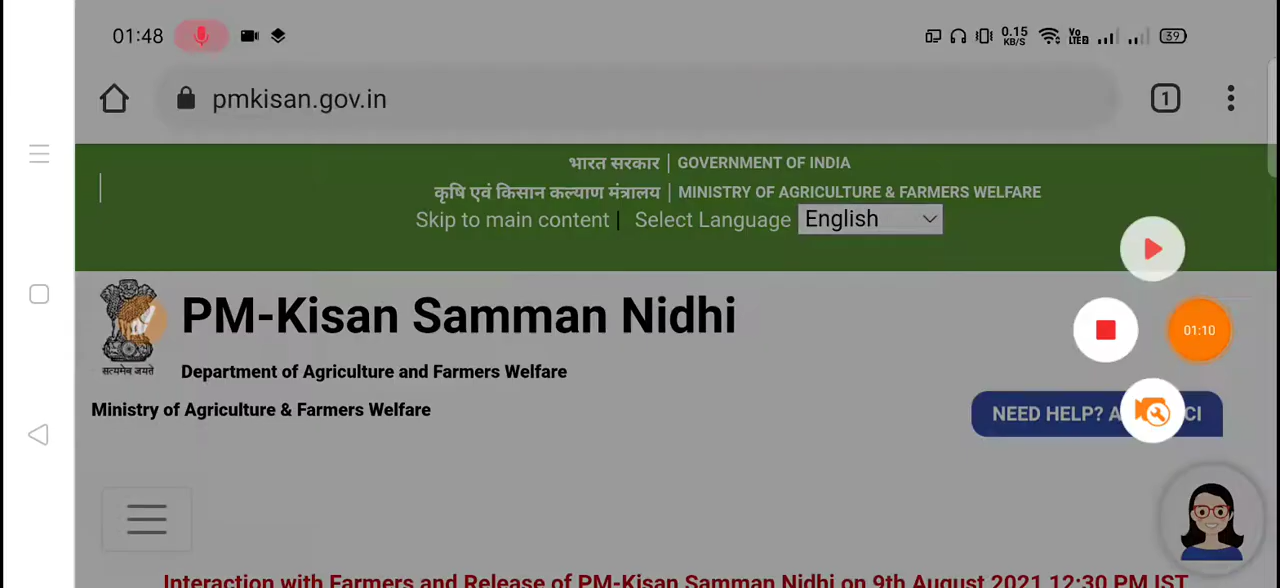 01:48
0.15 KB/S
Vo LTE2
39
pmkisan.gov.in
1
भारत सरकार | GOVERNMENT OF INDIA
कृषि एवं किसान कल्याण मंत्रालय | MINISTRY OF AGRICULTURE & FARMERS WELFARE
Skip to main content | Select Language English
PM-Kisan Samman Nidhi
सत्यमेव जयते
Department of Agriculture and Farmers Welfare
01:10
Ministry of Agriculture & Farmers Welfare
NEED HELP? A CI
Interaction with Farmers and Release of PM-Kisan Samman Nidhi on 9th August 2021 12:30 PM IST